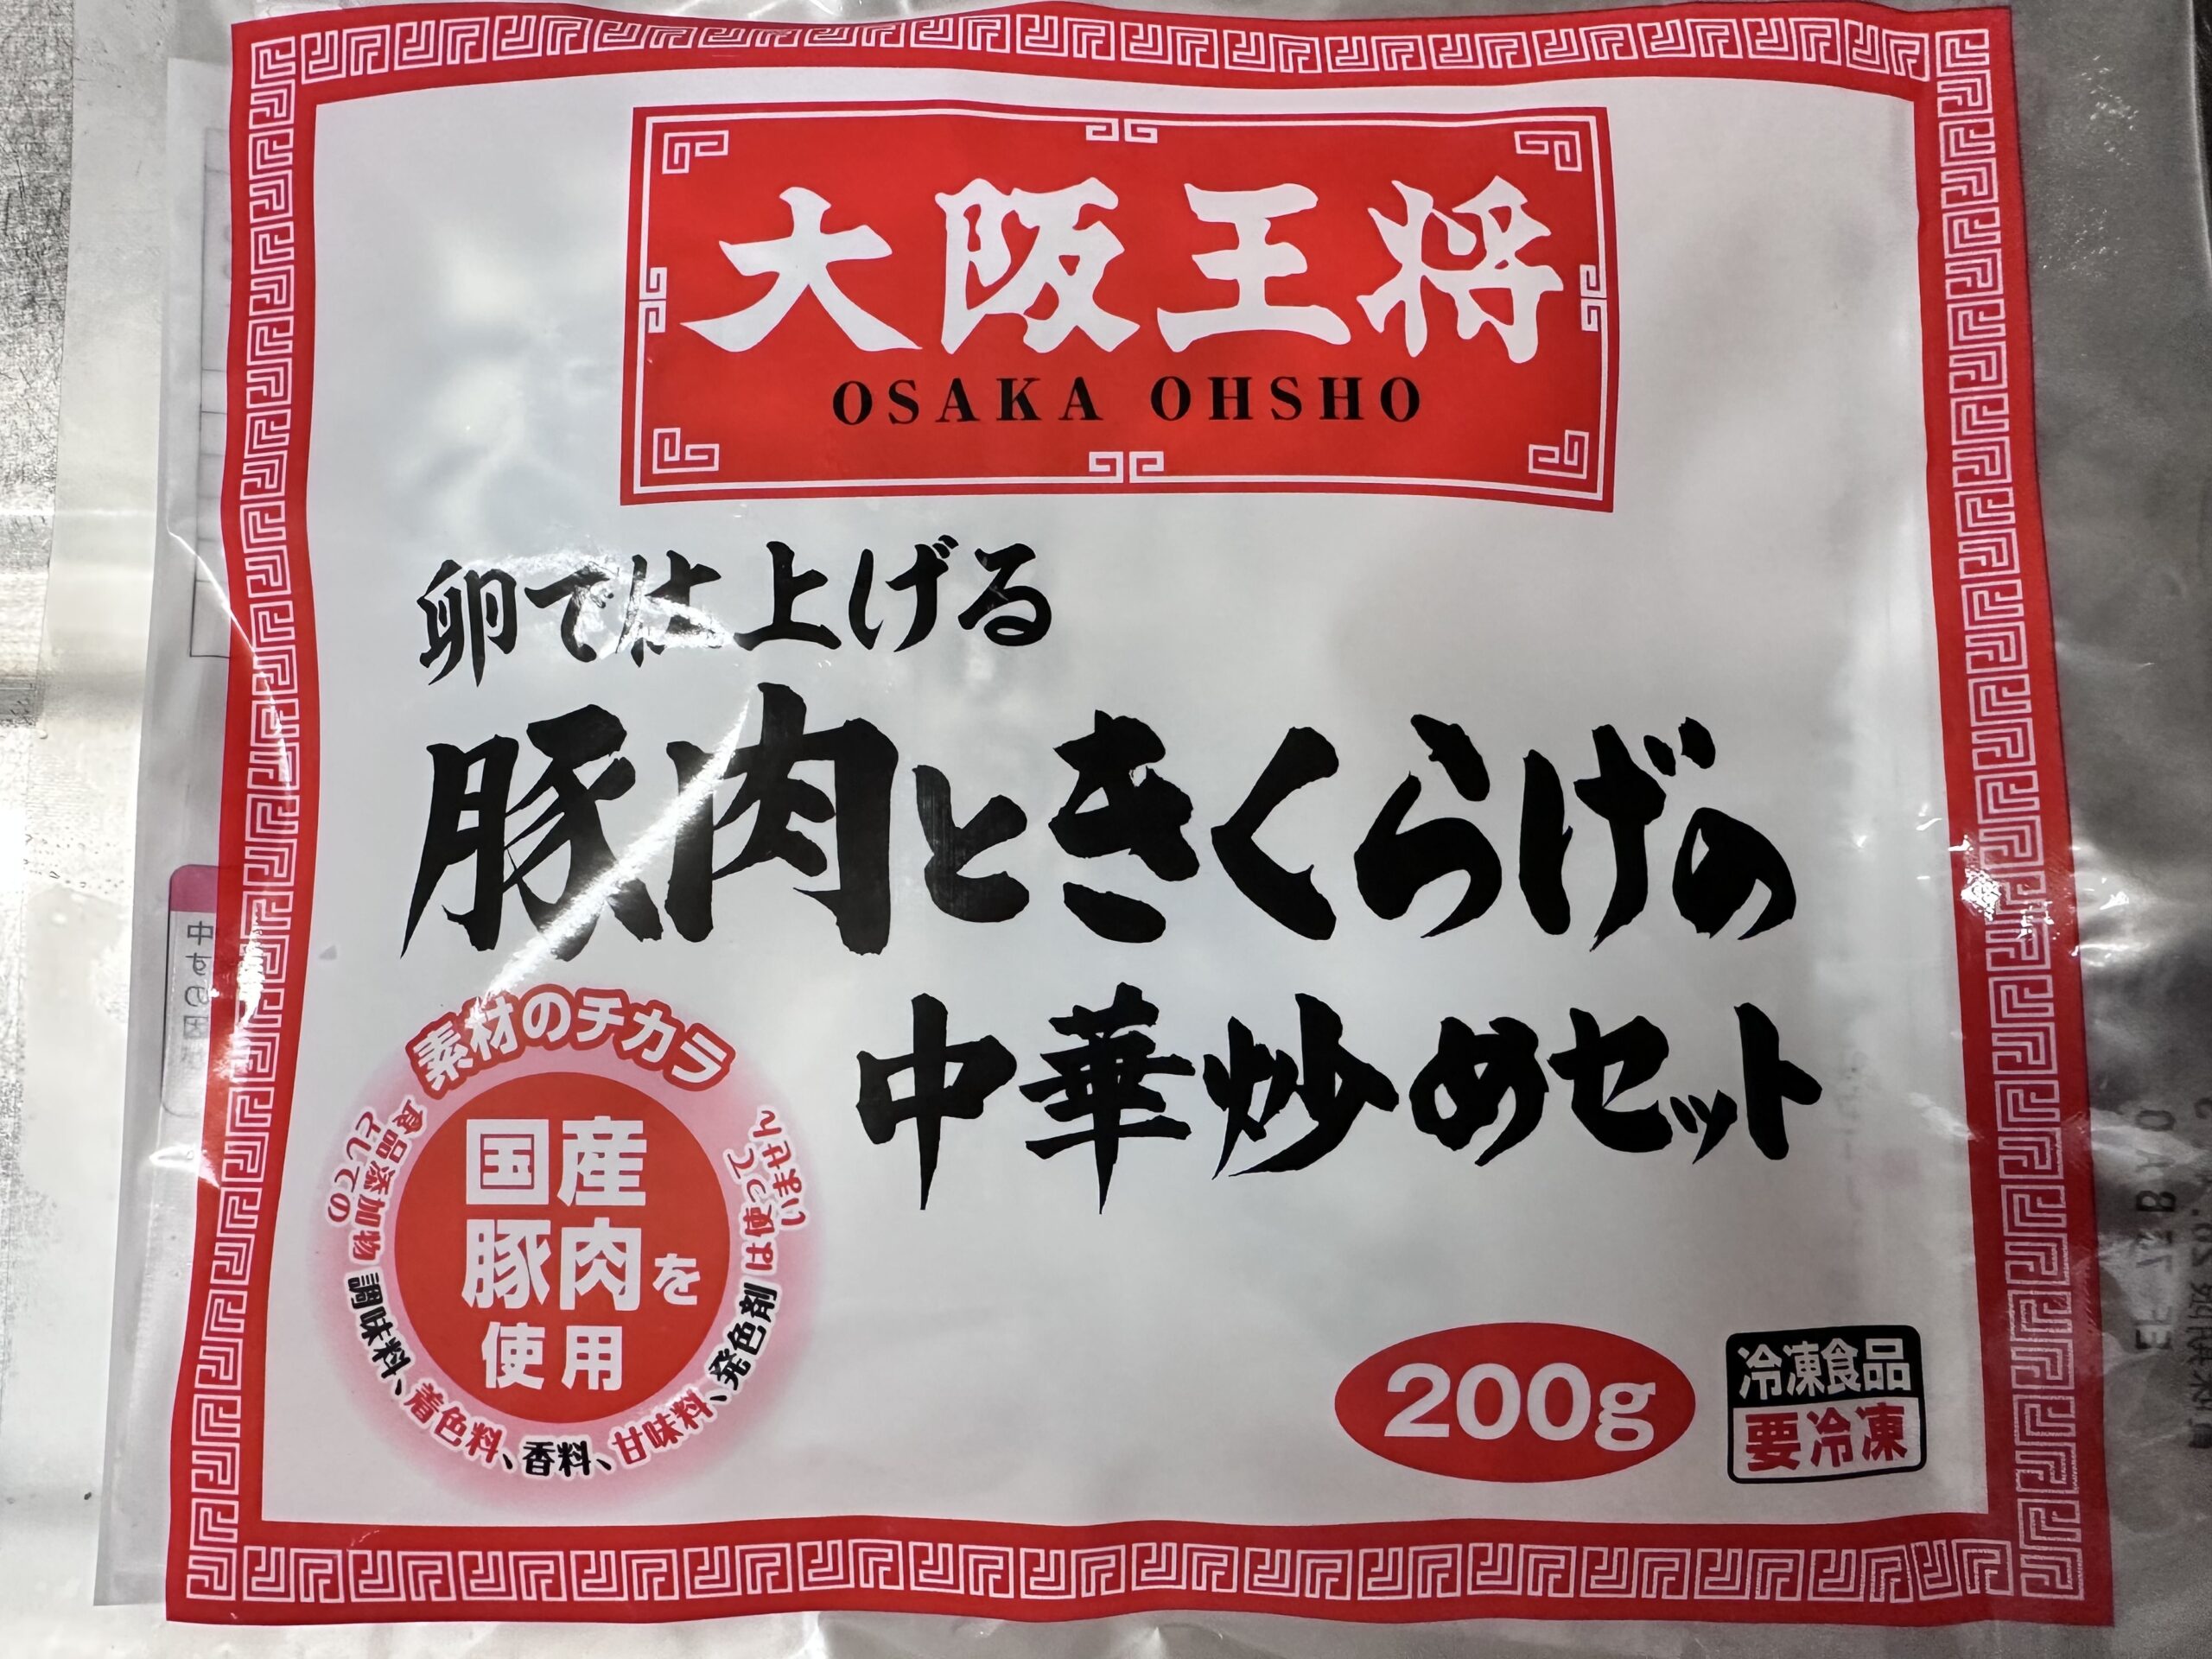 大阪王将
OSAKA OHSHO
卵で仕上げる
豚肉ときくらげの
中華炒めセット
素材のチカラ
国産
豚肉を
使用
食品添加物
としての
調味料、着色料、香料、甘味料、発色剤
は使って
いません
200g
冷凍食品
要冷凍